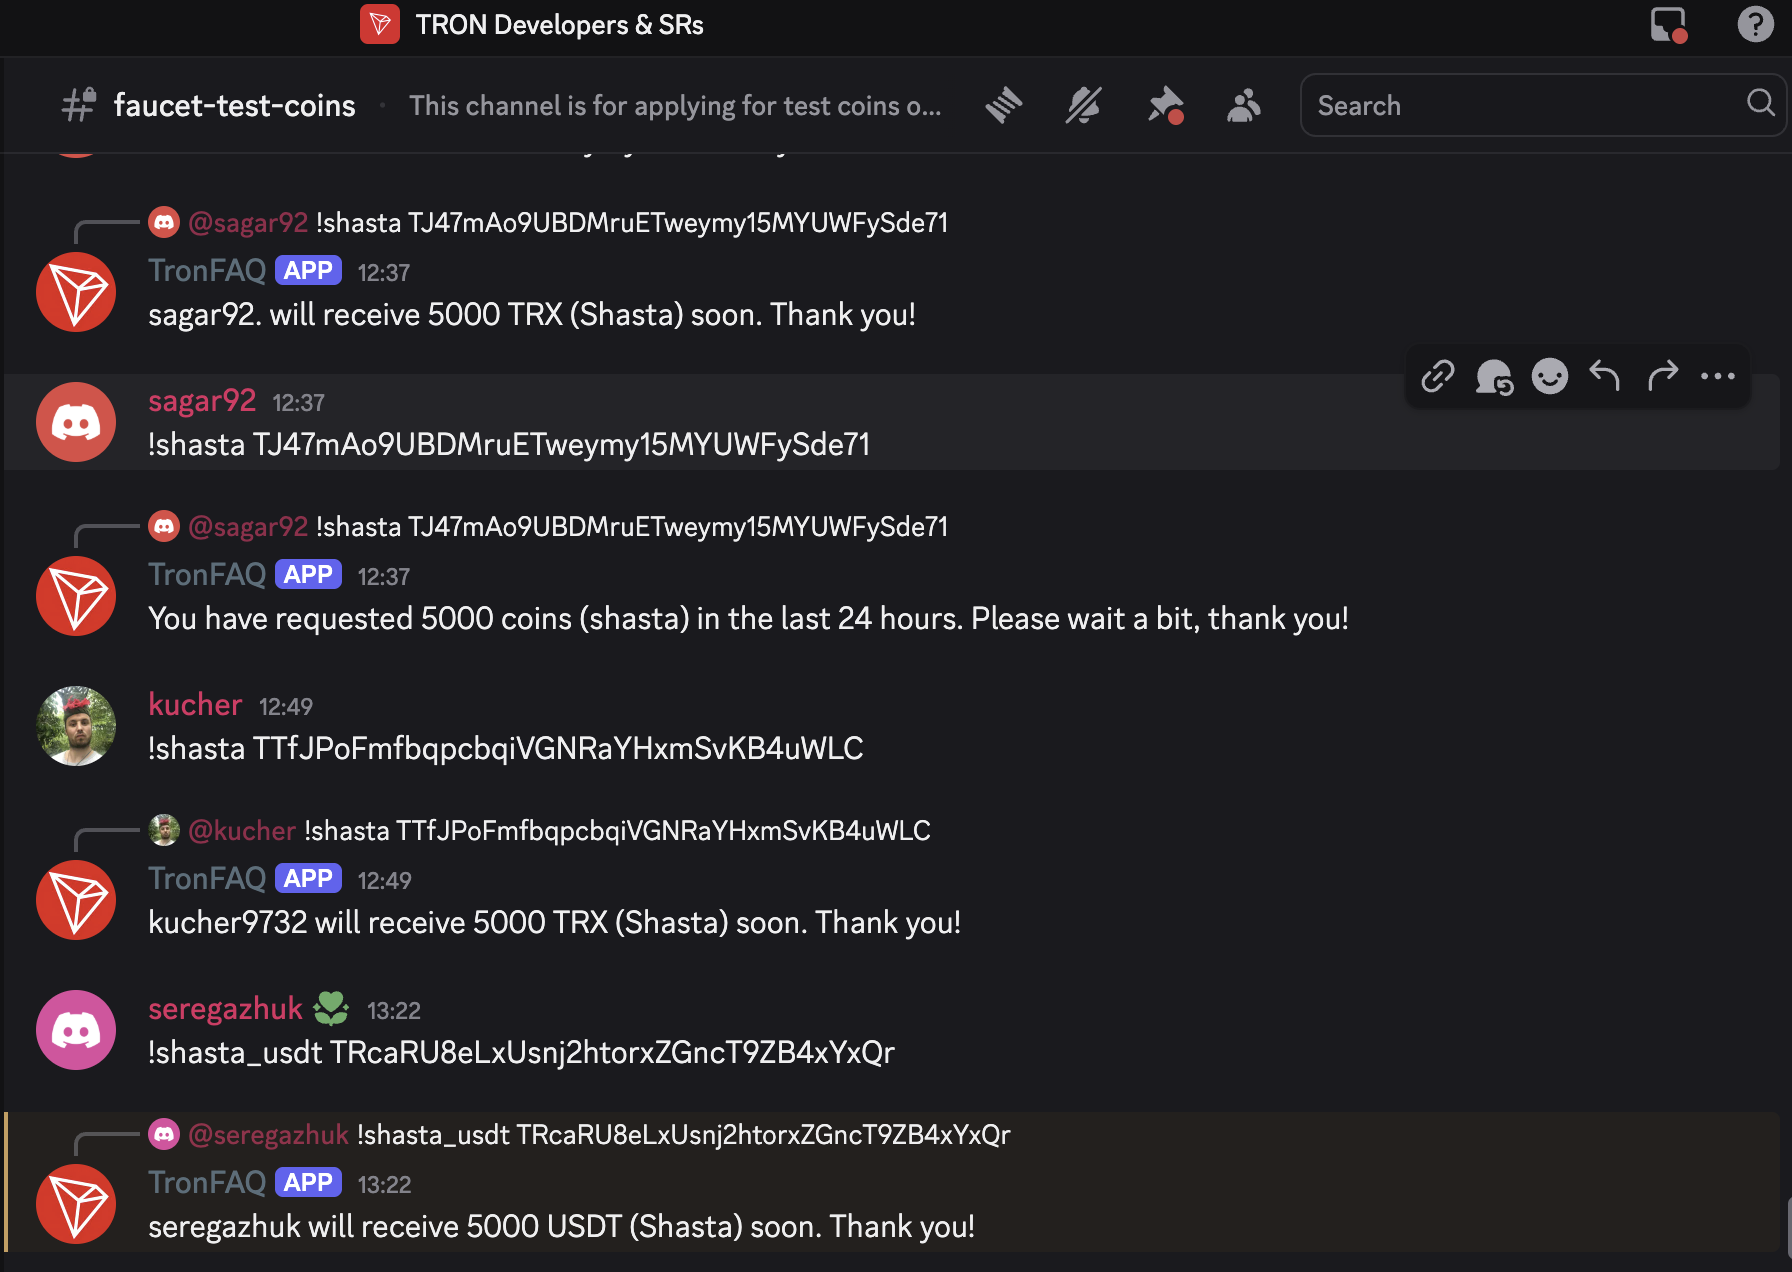 TRON Developers & SRs
faucet-test-coins
This channel is for applying for test coins o...
Search
@sagar92 !shasta TJ47mAo9UBDMruETweymy15MYUWFySde71
TronFAQ APP 12:37
sagar92. will receive 5000 TRX (Shasta) soon. Thank you!
sagar92 12:37
!shasta TJ47mAo9UBDMruETweymy15MYUWFySde71
@sagar92 !shasta TJ47mAo9UBDMruETweymy15MYUWFySde71
TronFAQ APP 12:37
You have requested 5000 coins (shasta) in the last 24 hours. Please wait a bit, thank you!
kucher 12:49
!shasta TTfJPoFmfbqpcbqiVGNRaYHxmSvKB4uWLC
@kucher !shasta TTfJPoFmfbqpcbqiVGNRaYHxmSvKB4uWLC
TronFAQ APP 12:49
kucher9732 will receive 5000 TRX (Shasta) soon. Thank you!
seregazhuk 13:22
!shasta_usdt TRcaRU8eLxUsnj2htorxZGncT9ZB4xYxQr
@seregazhuk !shasta_usdt TRcaRU8eLxUsnj2htorxZGncT9ZB4xYxQr
TronFAQ APP 13:22
seregazhuk will receive 5000 USDT (Shasta) soon. Thank you!